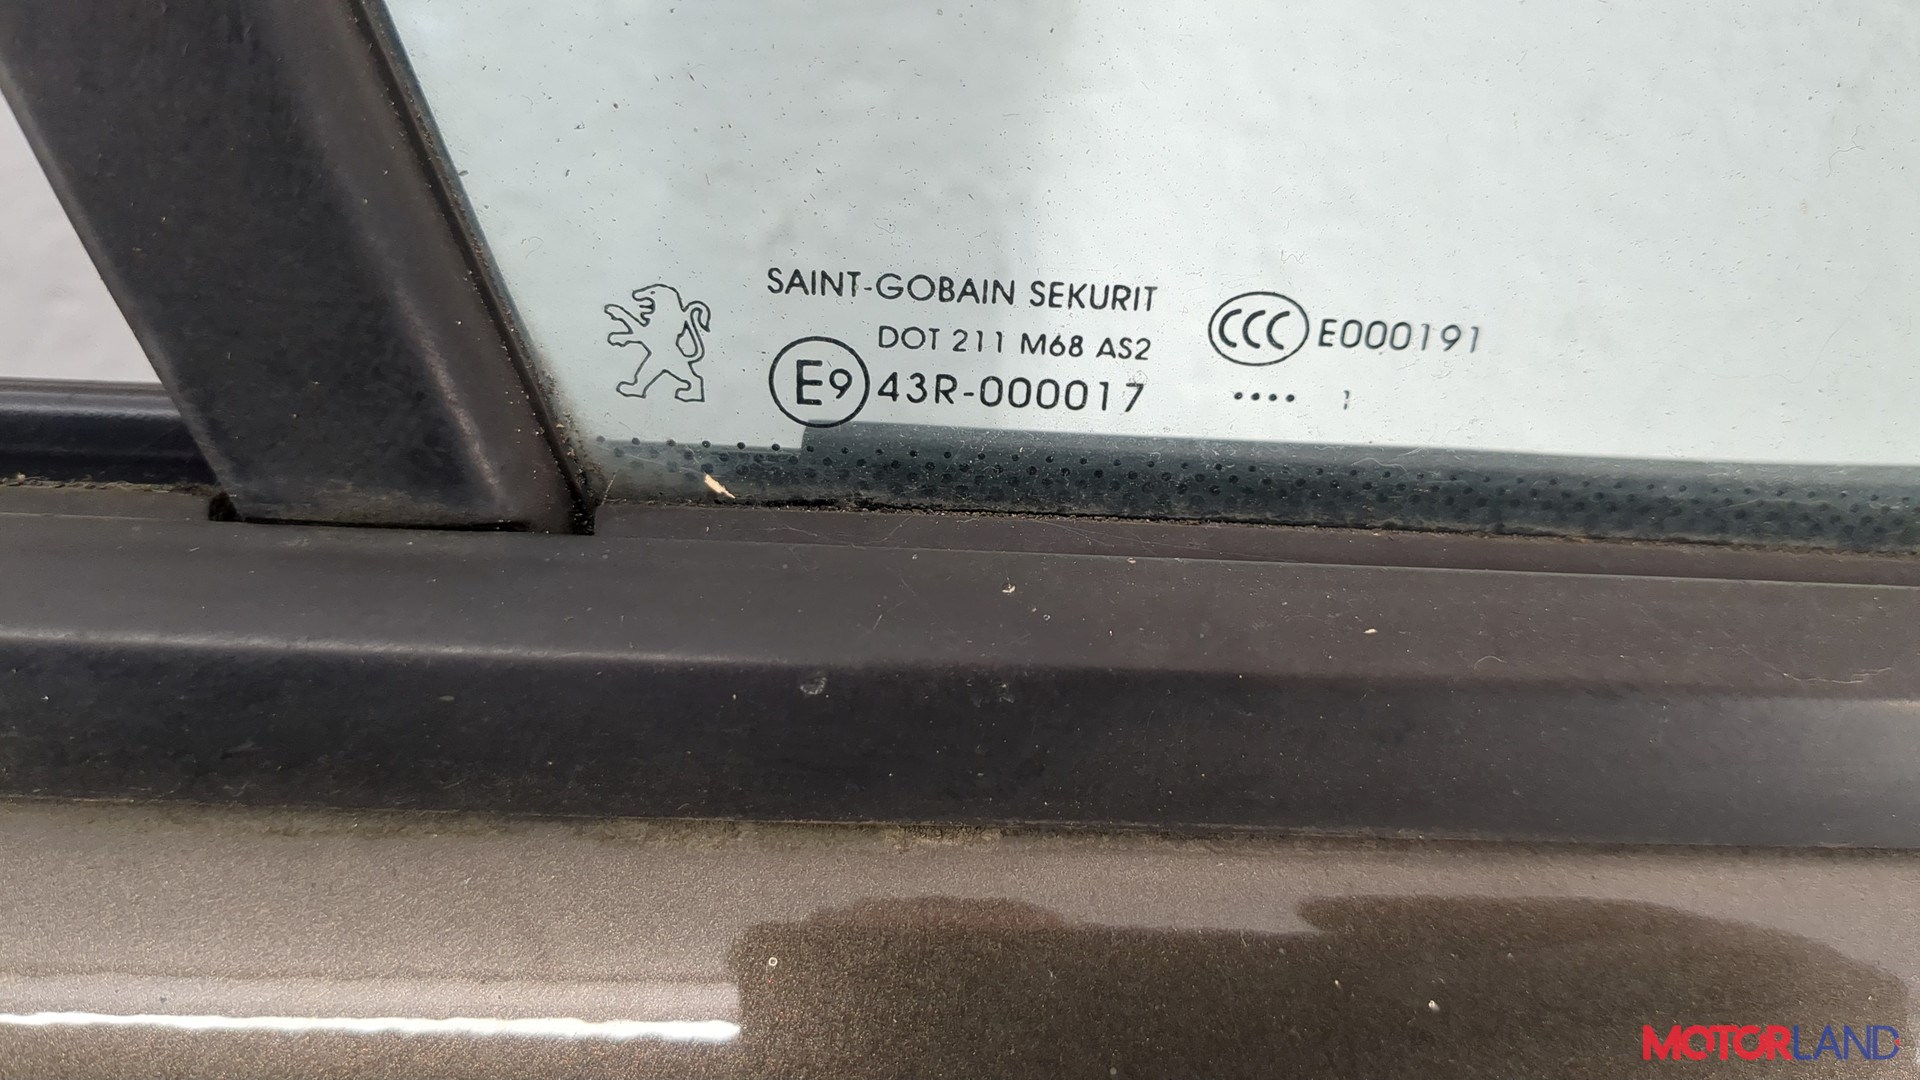 SAINT-GOBAIN SEKURIT
DOT 211 M68 AS2
E9 43R-000017
CCC E000191
.... 1
MOTORLAND